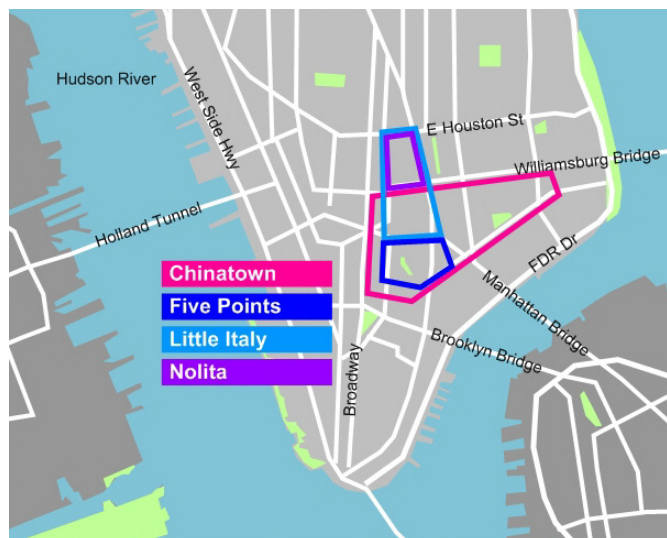 Hudson River
West Side Hwy
E Houston St
Williamsburg Bridge
Holland Tunnel
FDR Dr
Chinatown
Five Points
Little Italy
Nolita
Manhattan Bridge
Brooklyn Bridge
Broadway